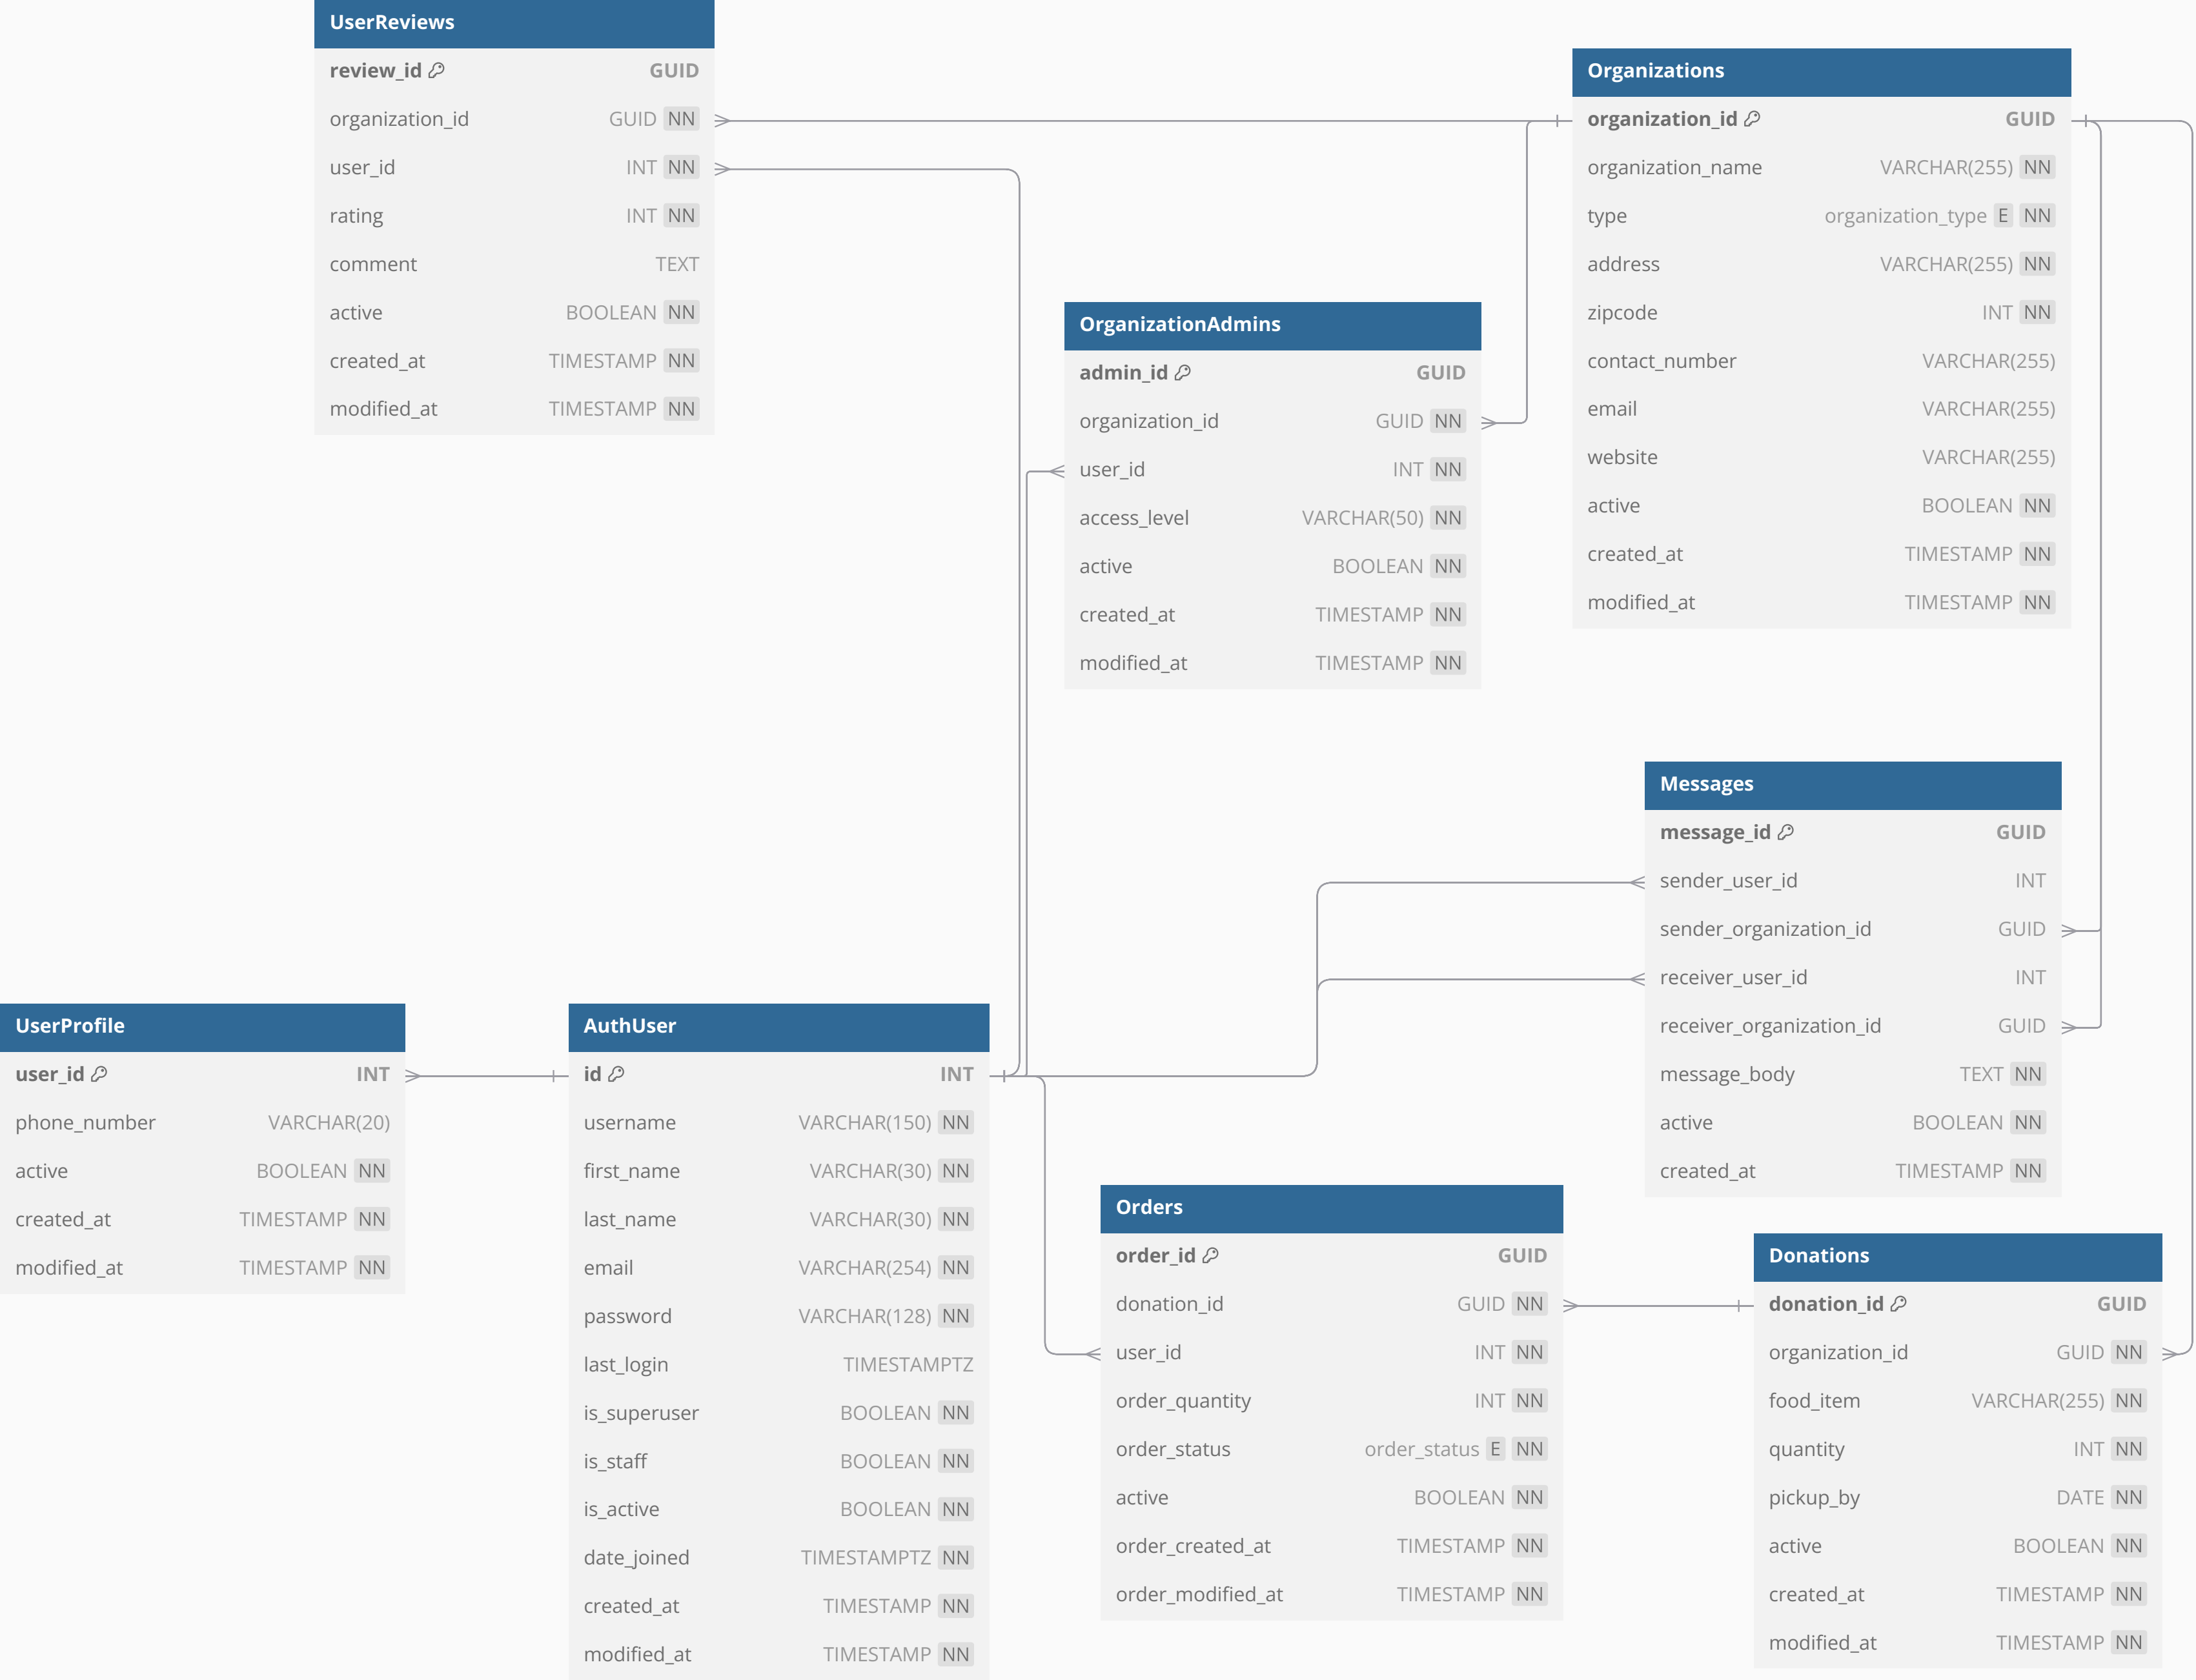 UserReviews
review_id GUID
organization_id GUID NN
user_id INT NN
rating INT NN
comment TEXT
active BOOLEAN NN
created_at TIMESTAMP NN
modified_at TIMESTAMP NN
Organizations
organization_id GUID
organization_name VARCHAR(255) NN
type organization_type E NN
address VARCHAR(255) NN
zipcode INT NN
contact_number VARCHAR(255)
email VARCHAR(255)
website VARCHAR(255)
active BOOLEAN NN
created_at TIMESTAMP NN
modified_at TIMESTAMP NN
OrganizationAdmins
admin_id GUID
organization_id GUID NN
user_id INT NN
access_level VARCHAR(50) NN
active BOOLEAN NN
created_at TIMESTAMP NN
modified_at TIMESTAMP NN
Messages
message_id GUID
sender_user_id INT
sender_organization_id GUID
receiver_user_id INT
receiver_organization_id GUID
message_body TEXT NN
active BOOLEAN NN
created_at TIMESTAMP NN
UserProfile
user_id INT
phone_number VARCHAR(20)
active BOOLEAN NN
created_at TIMESTAMP NN
modified_at TIMESTAMP NN
AuthUser
id INT
username VARCHAR(150) NN
first_name VARCHAR(30) NN
last_name VARCHAR(30) NN
email VARCHAR(254) NN
password VARCHAR(128) NN
last_login TIMESTAMPTZ
is_superuser BOOLEAN NN
is_staff BOOLEAN NN
is_active BOOLEAN NN
date_joined TIMESTAMPTZ NN
created_at TIMESTAMP NN
modified_at TIMESTAMP NN
Orders
order_id GUID
donation_id GUID NN
user_id INT NN
order_quantity INT NN
order_status order_status E NN
active BOOLEAN NN
order_created_at TIMESTAMP NN
order_modified_at TIMESTAMP NN
Donations
donation_id GUID
organization_id GUID NN
food_item VARCHAR(255) NN
quantity INT NN
pickup_by DATE NN
active BOOLEAN NN
created_at TIMESTAMP NN
modified_at TIMESTAMP NN